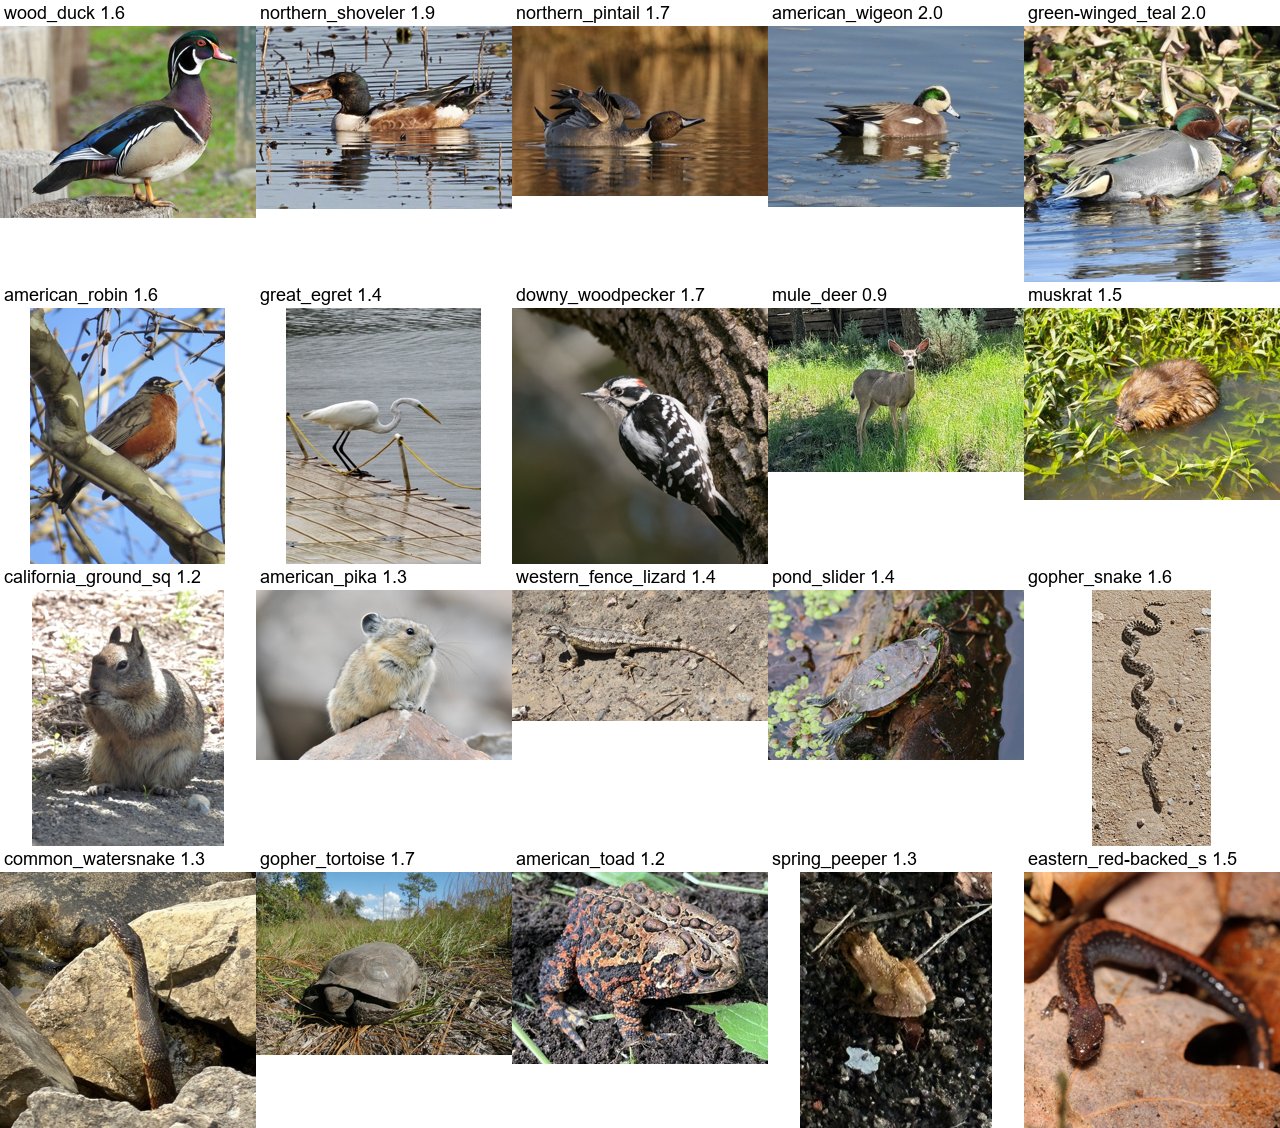 wood_duck 1.6
northern_shoveler 1.9
northern_pintail 1.7
american_wigeon 2.0
green-winged_teal 2.0
american_robin 1.6
great_egret 1.4
downy_woodpecker 1.7
mule_deer 0.9
muskrat 1.5
california_ground_sq 1.2
american_pika 1.3
western_fence_lizard 1.4
pond_slider 1.4
gopher_snake 1.6
common_watersnake 1.3
gopher_tortoise 1.7
american_toad 1.2
spring_peeper 1.3
eastern_red-backed_s 1.5